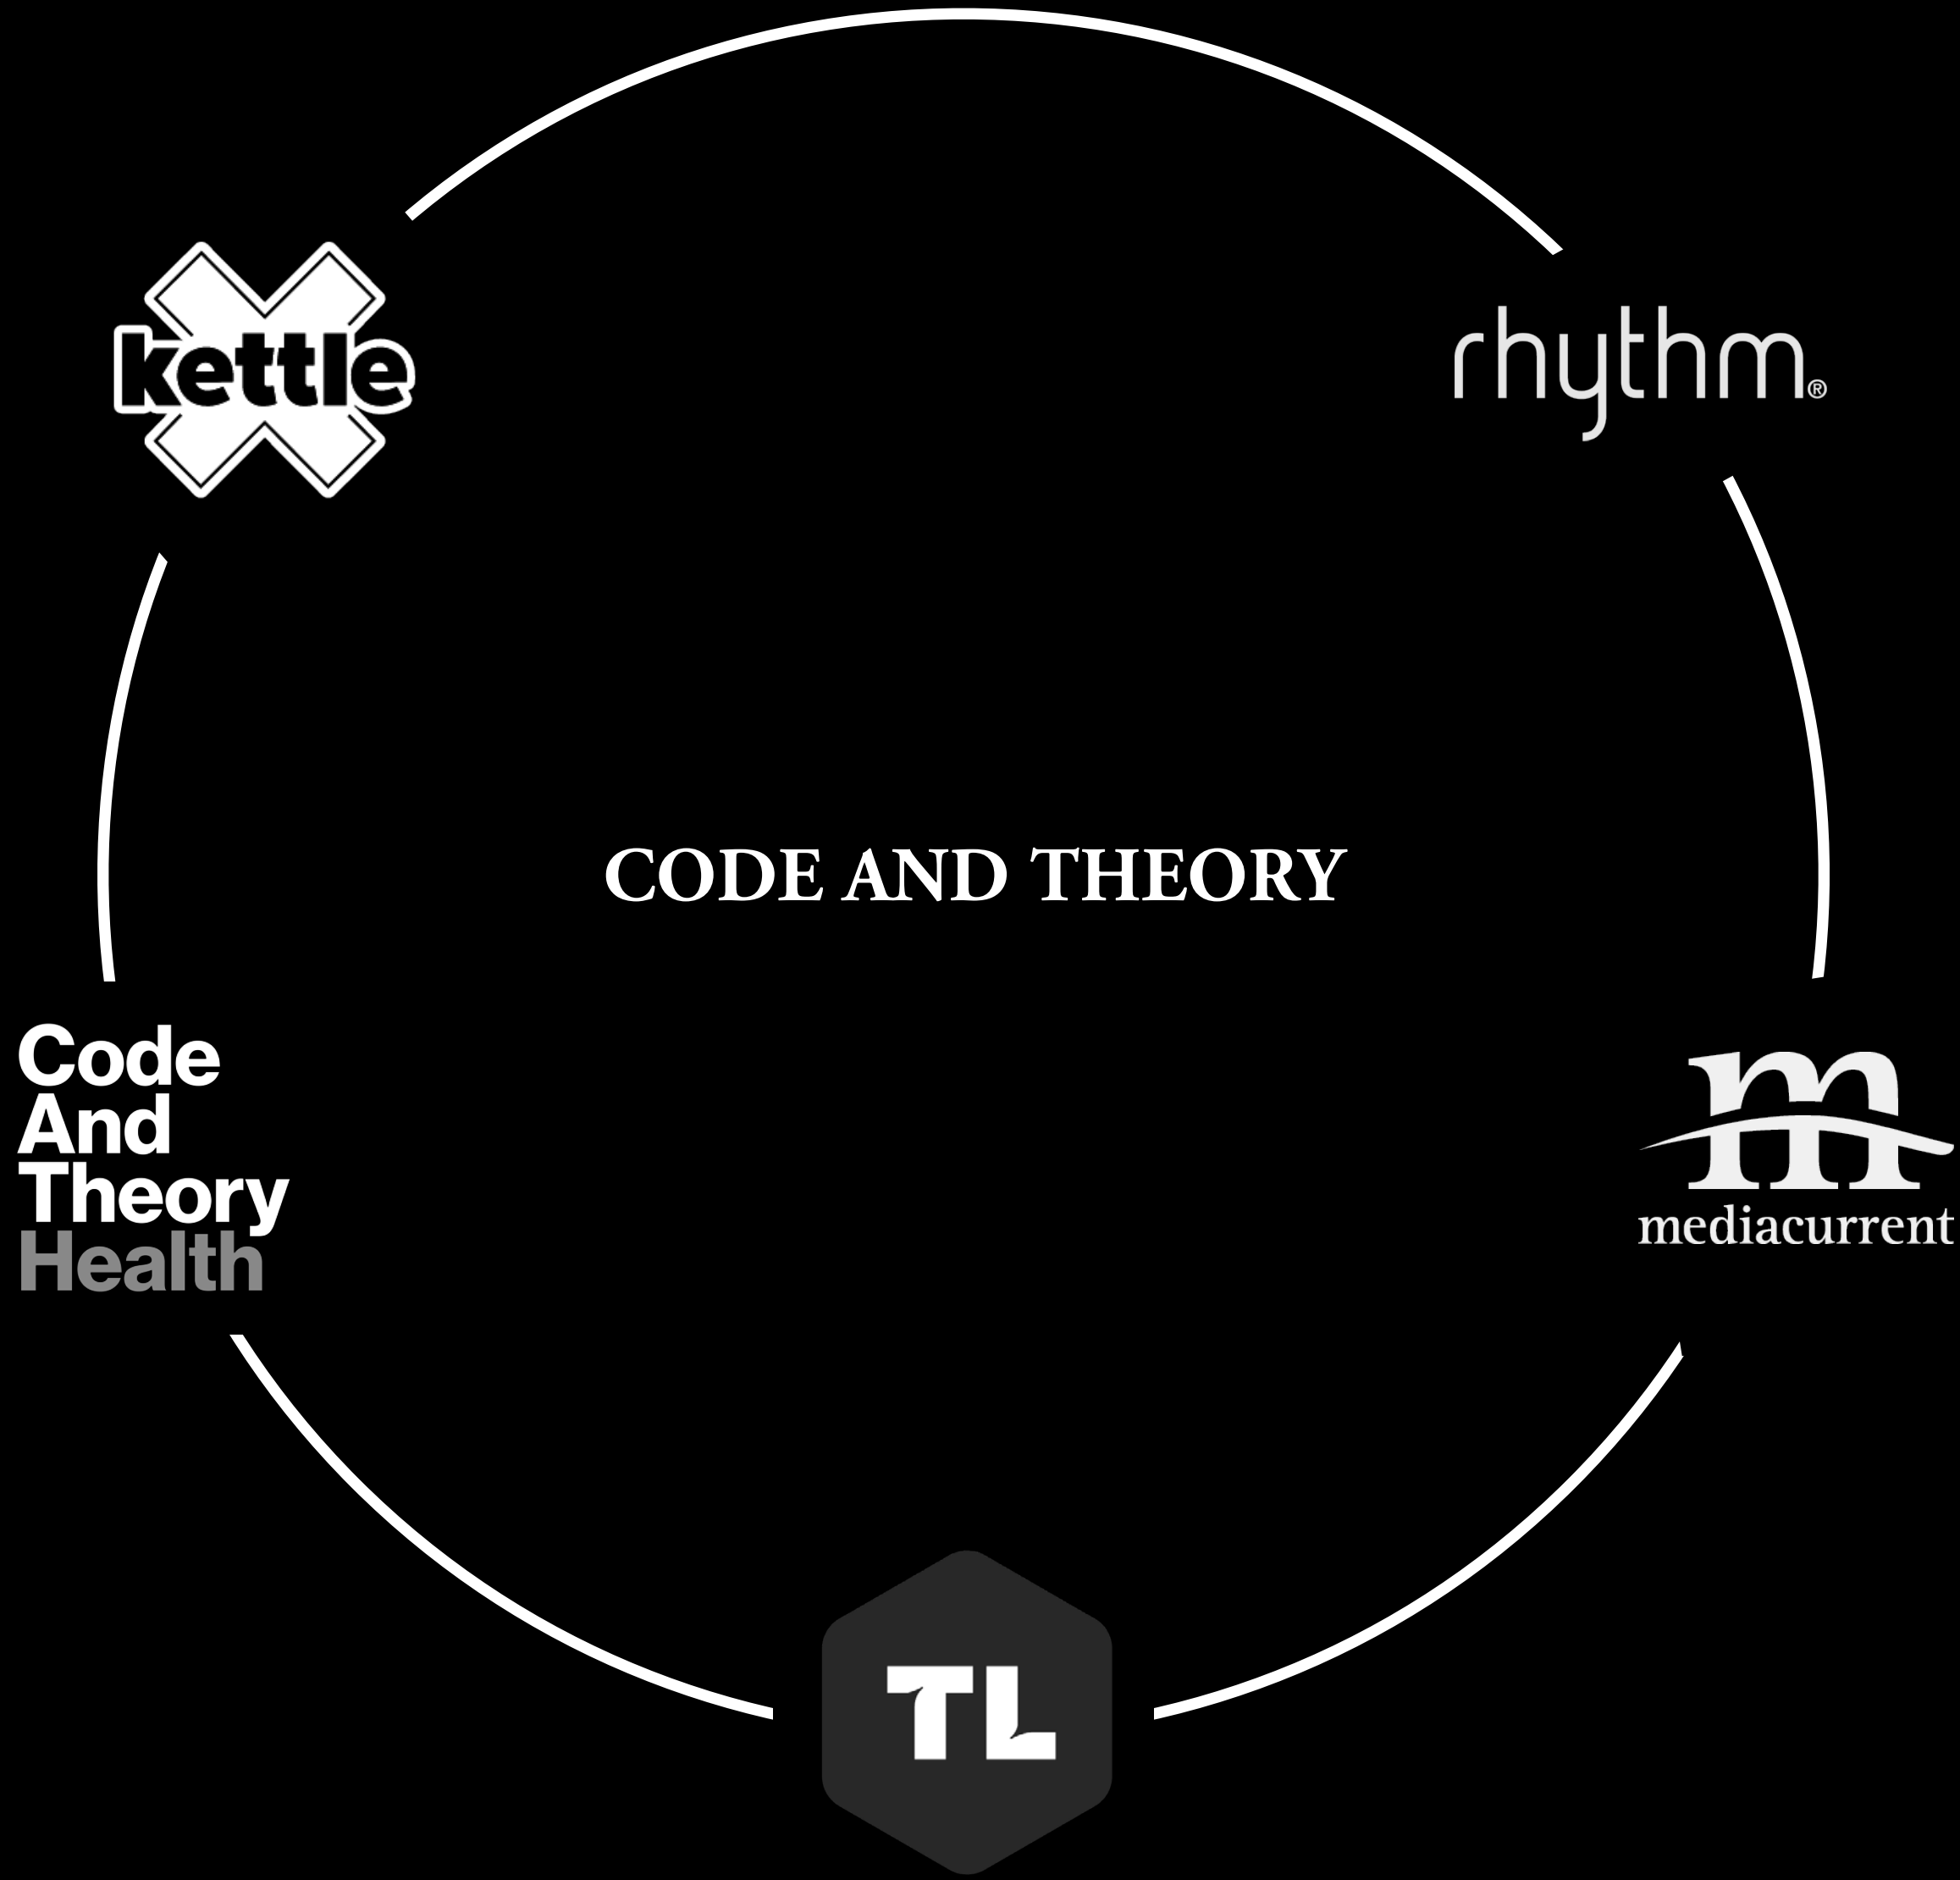 kettle
rhythm®
CODE AND THEORY
Code
And
Theory
Health
m
mediacurrent
TL